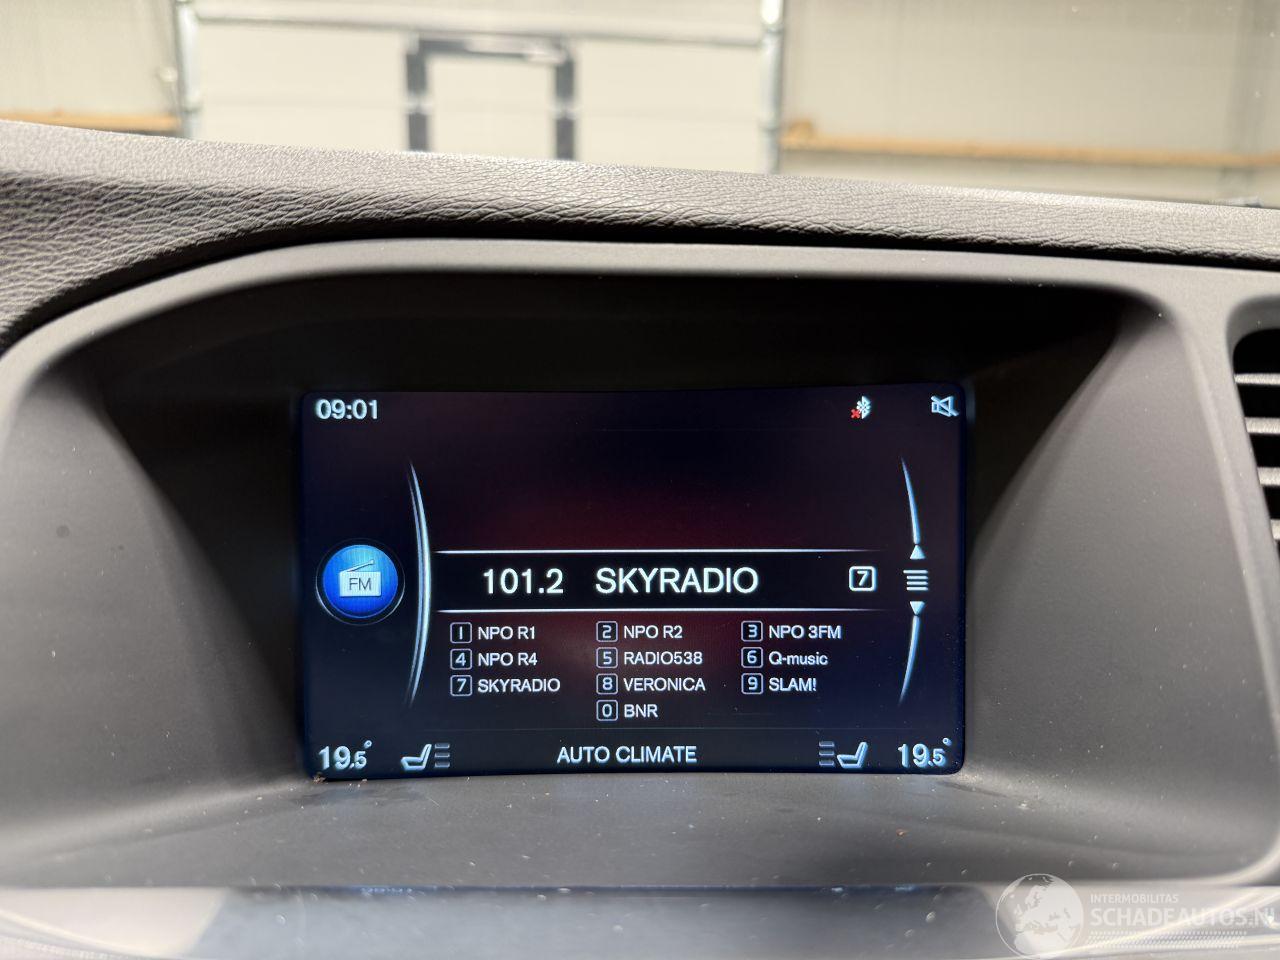 09:01
FM
101.2 SKYRADIO 7
1 NPO R1 2 NPO R2 3 NPO 3FM
4 NPO R4 5 RADIO538 6 Q-music
7 SKYRADIO 8 VERONICA 9 SLAM!
0 BNR
19.5° AUTO CLIMATE 19.5°
INTERMOBILITAS
SCHADEAUTOS.NL